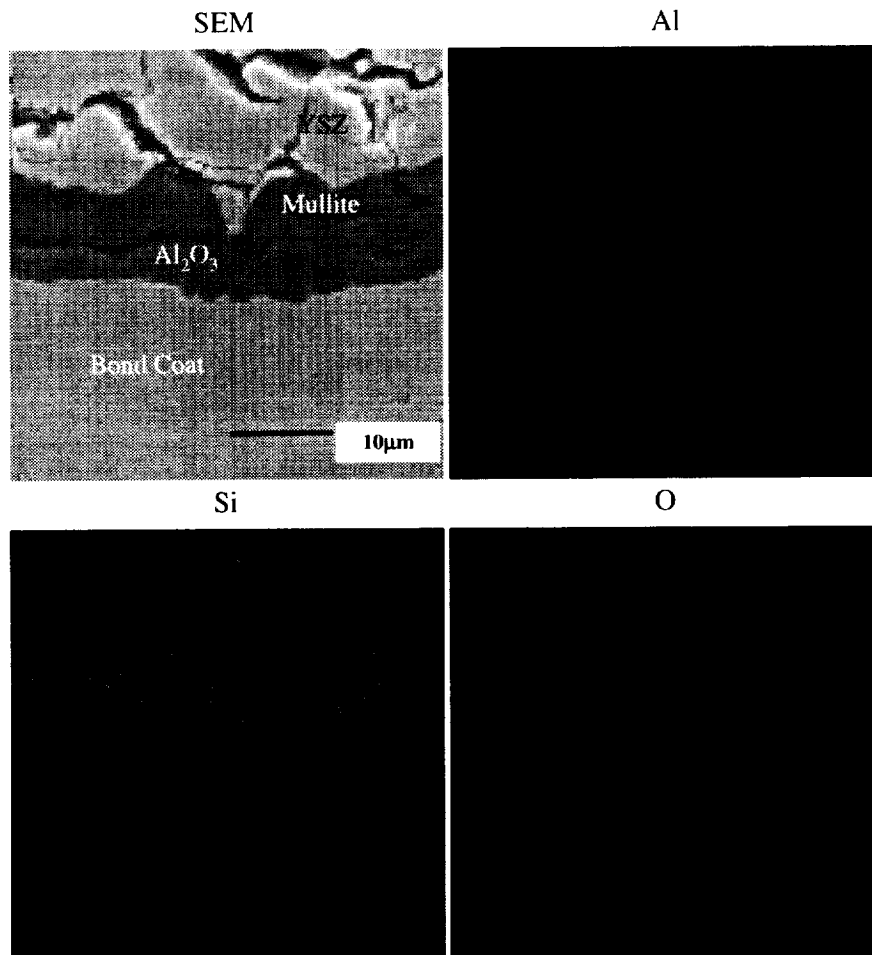 SEM
Al
YSZ
Mullite
Al₂O₃
Bond Coat
10μm
Si
O